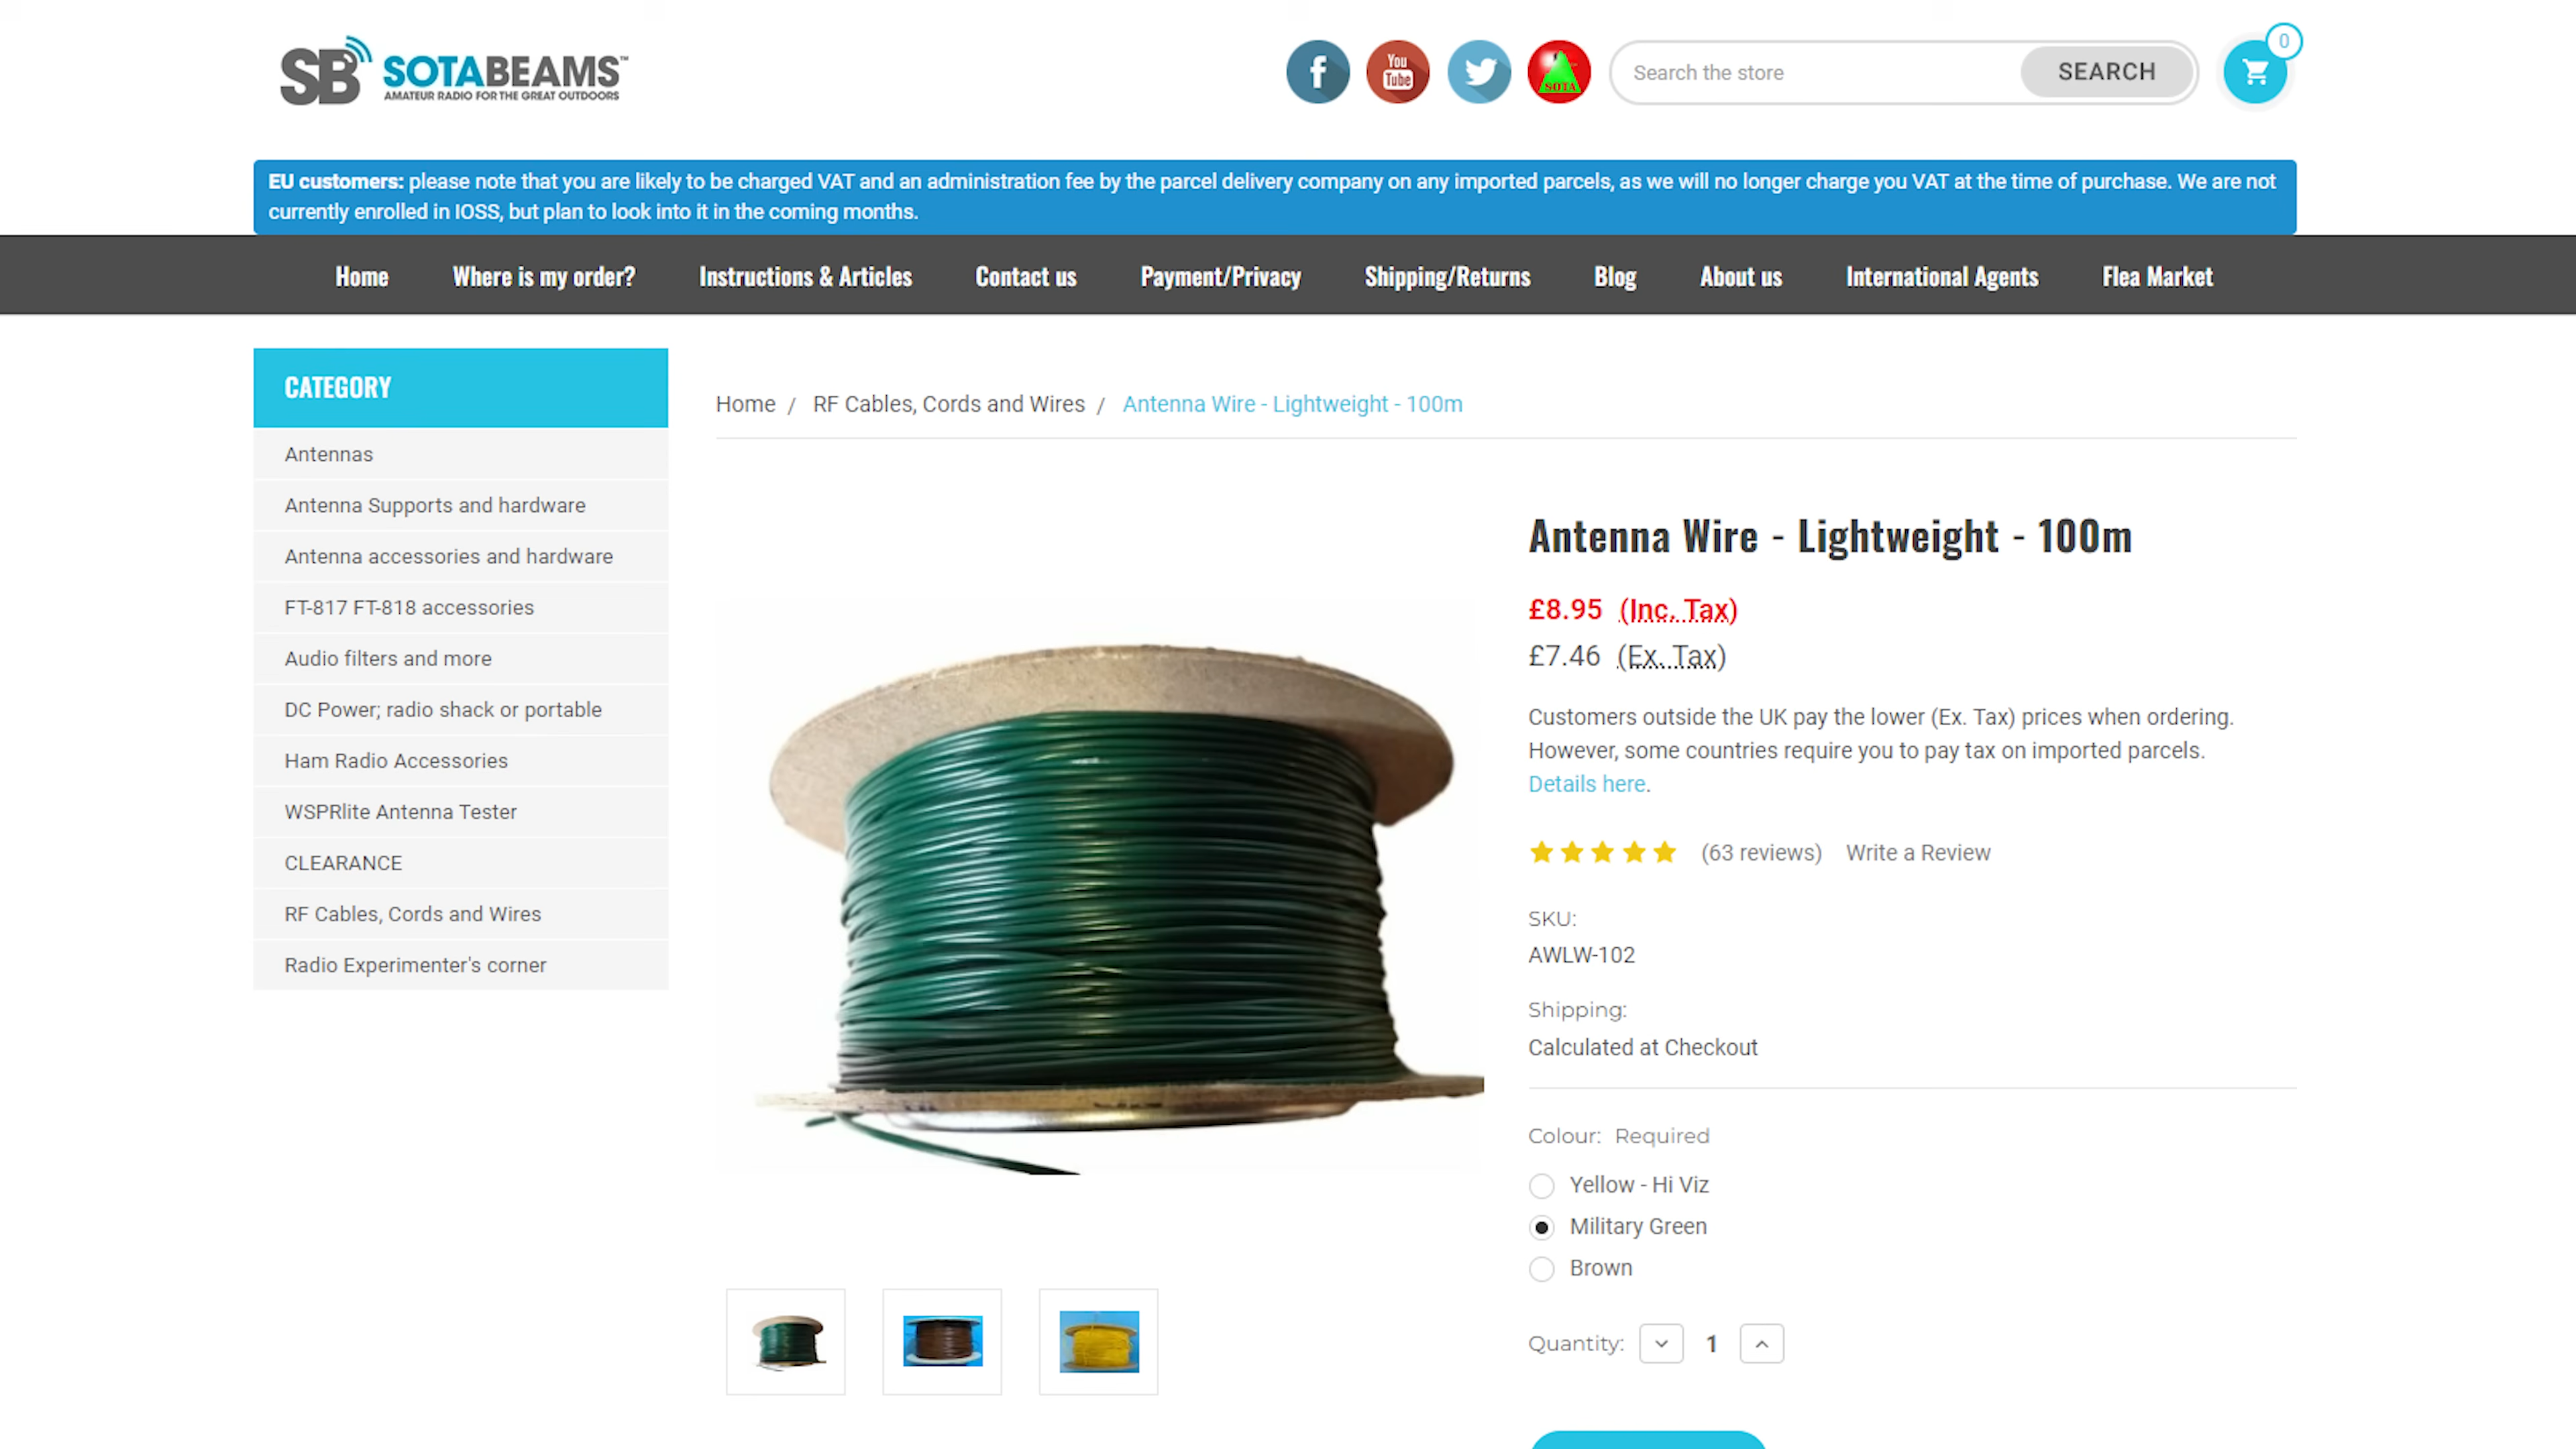 SB SOTABEAMS™
AMATEUR RADIO FOR THE GREAT OUTDOORS
f
You
Tube
SOTA
Search the store
SEARCH
0
EU customers: please note that you are likely to be charged VAT and an administration fee by the parcel delivery company on any imported parcels, as we will no longer charge you VAT at the time of purchase. We are not
currently enrolled in IOSS, but plan to look into it in the coming months.
Home Where is my order? Instructions & Articles Contact us Payment/Privacy Shipping/Returns Blog About us International Agents Flea Market
CATEGORY
Antennas
Antenna Supports and hardware
Antenna accessories and hardware
FT-817 FT-818 accessories
Audio filters and more
DC Power; radio shack or portable
Ham Radio Accessories
WSPRlite Antenna Tester
CLEARANCE
RF Cables, Cords and Wires
Radio Experimenter's corner
Home / RF Cables, Cords and Wires / Antenna Wire - Lightweight - 100m
Antenna Wire - Lightweight - 100m
£8.95 (Inc. Tax)
£7.46 (Ex. Tax)
Customers outside the UK pay the lower (Ex. Tax) prices when ordering.
However, some countries require you to pay tax on imported parcels.
Details here.
(63 reviews) Write a Review
SKU:
AWLW-102
Shipping:
Calculated at Checkout
Colour: Required
Yellow - Hi Viz
Military Green
Brown
Quantity: 1